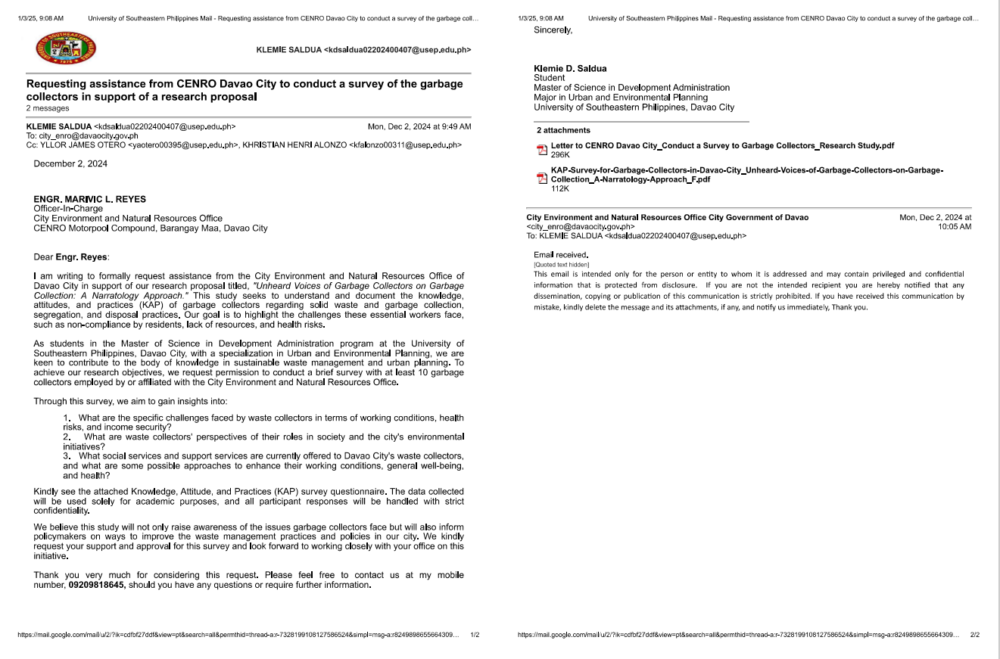 1/3/25, 9:08 AM University of Southeastern Philippines Mail - Requesting assistance from CENRO Davao City to conduct a survey of the garbage coll…
KLEMIE SALDUA <kdsaldua02202400407@usep.edu.ph>
Requesting assistance from CENRO Davao City to conduct a survey of the garbage
collectors in support of a research proposal
2 messages
KLEMIE SALDUA <kdsaldua02202400407@usep.edu.ph> Mon, Dec 2, 2024 at 9:49 AM
To: city_enro@davaocity.gov.ph
Cc: YLLOR JAMES OTERO <yaotero00395@usep.edu.ph>, KHRISTIAN HENRI ALONZO <kfalonzo00311@usep.edu.ph>
December 2, 2024
ENGR. MARIVIC L. REYES
Officer-In-Charge
City Environment and Natural Resources Office
CENRO Motorpool Compound, Barangay Maa, Davao City
Dear Engr. Reyes:
I am writing to formally request assistance from the City Environment and Natural Resources Office of
Davao City in support of our research proposal titled, "Unheard Voices of Garbage Collectors on Garbage
Collection: A Narratology Approach." This study seeks to understand and document the knowledge,
attitudes, and practices (KAP) of garbage collectors regarding solid waste and garbage collection,
segregation, and disposal practices. Our goal is to highlight the challenges these essential workers face,
such as non-compliance by residents, lack of resources, and health risks.
As students in the Master of Science in Development Administration program at the University of
Southeastern Philippines, Davao City, with a specialization in Urban and Environmental Planning, we are
keen to contribute to the body of knowledge in sustainable waste management and urban planning. To
achieve our research objectives, we request permission to conduct a brief survey with at least 10 garbage
collectors employed by or affiliated with the City Environment and Natural Resources Office.
Through this survey, we aim to gain insights into:
1. What are the specific challenges faced by waste collectors in terms of working conditions, health
risks, and income security?
2. What are waste collectors' perspectives of their roles in society and the city's environmental
initiatives?
3. What social services and support services are currently offered to Davao City's waste collectors,
and what are some possible approaches to enhance their working conditions, general well-being,
and health?
Kindly see the attached Knowledge, Attitude, and Practices (KAP) survey questionnaire. The data collected
will be used solely for academic purposes, and all participant responses will be handled with strict
confidentiality.
We believe this study will not only raise awareness of the issues garbage collectors face but will also inform
policymakers on ways to improve the waste management practices and policies in our city. We kindly
request your support and approval for this survey and look forward to working closely with your office on this
initiative.
Thank you very much for considering this request. Please feel free to contact us at my mobile
number, 09209818645, should you have any questions or require further information.
https://mail.google.com/mail/u/2/?ik=cdfbf27ddf&view=pt&search=all&permthid=thread-a:r-7328199108127586524&simpl=msg-a:r8249898655664309… 1/2
1/3/25, 9:08 AM University of Southeastern Philippines Mail - Requesting assistance from CENRO Davao City to conduct a survey of the garbage coll…
Sincerely,
Klemie D. Saldua
Student
Master of Science in Development Administration
Major in Urban and Environmental Planning
University of Southeastern Philippines, Davao City
2 attachments
Letter to CENRO Davao City_Conduct a Survey to Garbage Collectors_Research Study.pdf
296K
KAP-Survey-for-Garbage-Collectors-in-Davao-City_Unheard-Voices-of-Garbage-Collectors-on-Garbage-
Collection_A-Narratology-Approach_F.pdf
112K
City Environment and Natural Resources Office City Government of Davao Mon, Dec 2, 2024 at
<city_enro@davaocity.gov.ph> 10:05 AM
To: KLEMIE SALDUA <kdsaldua02202400407@usep.edu.ph>
Email received.
[Quoted text hidden]
This email is intended only for the person or entity to whom it is addressed and may contain privileged and confidential
information that is protected from disclosure. If you are not the intended recipient you are hereby notified that any
dissemination, copying or publication of this communication is strictly prohibited. If you have received this communication by
mistake, kindly delete the message and its attachments, if any, and notify us immediately, Thank you.
https://mail.google.com/mail/u/2/?ik=cdfbf27ddf&view=pt&search=all&permthid=thread-a:r-7328199108127586524&simpl=msg-a:r8249898655664309… 2/2